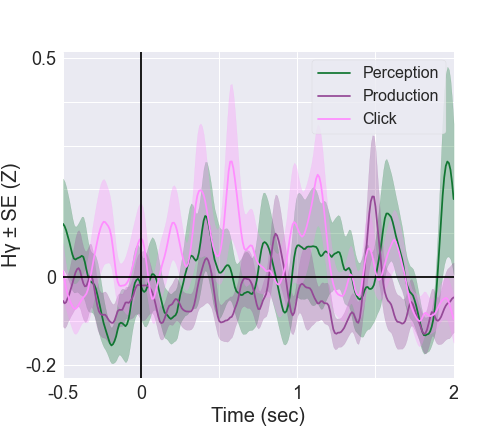 0.5
Perception
Production
Click
Hγ ± SE (Z)
0
-0.2
-0.5
0
1
2
Time (sec)